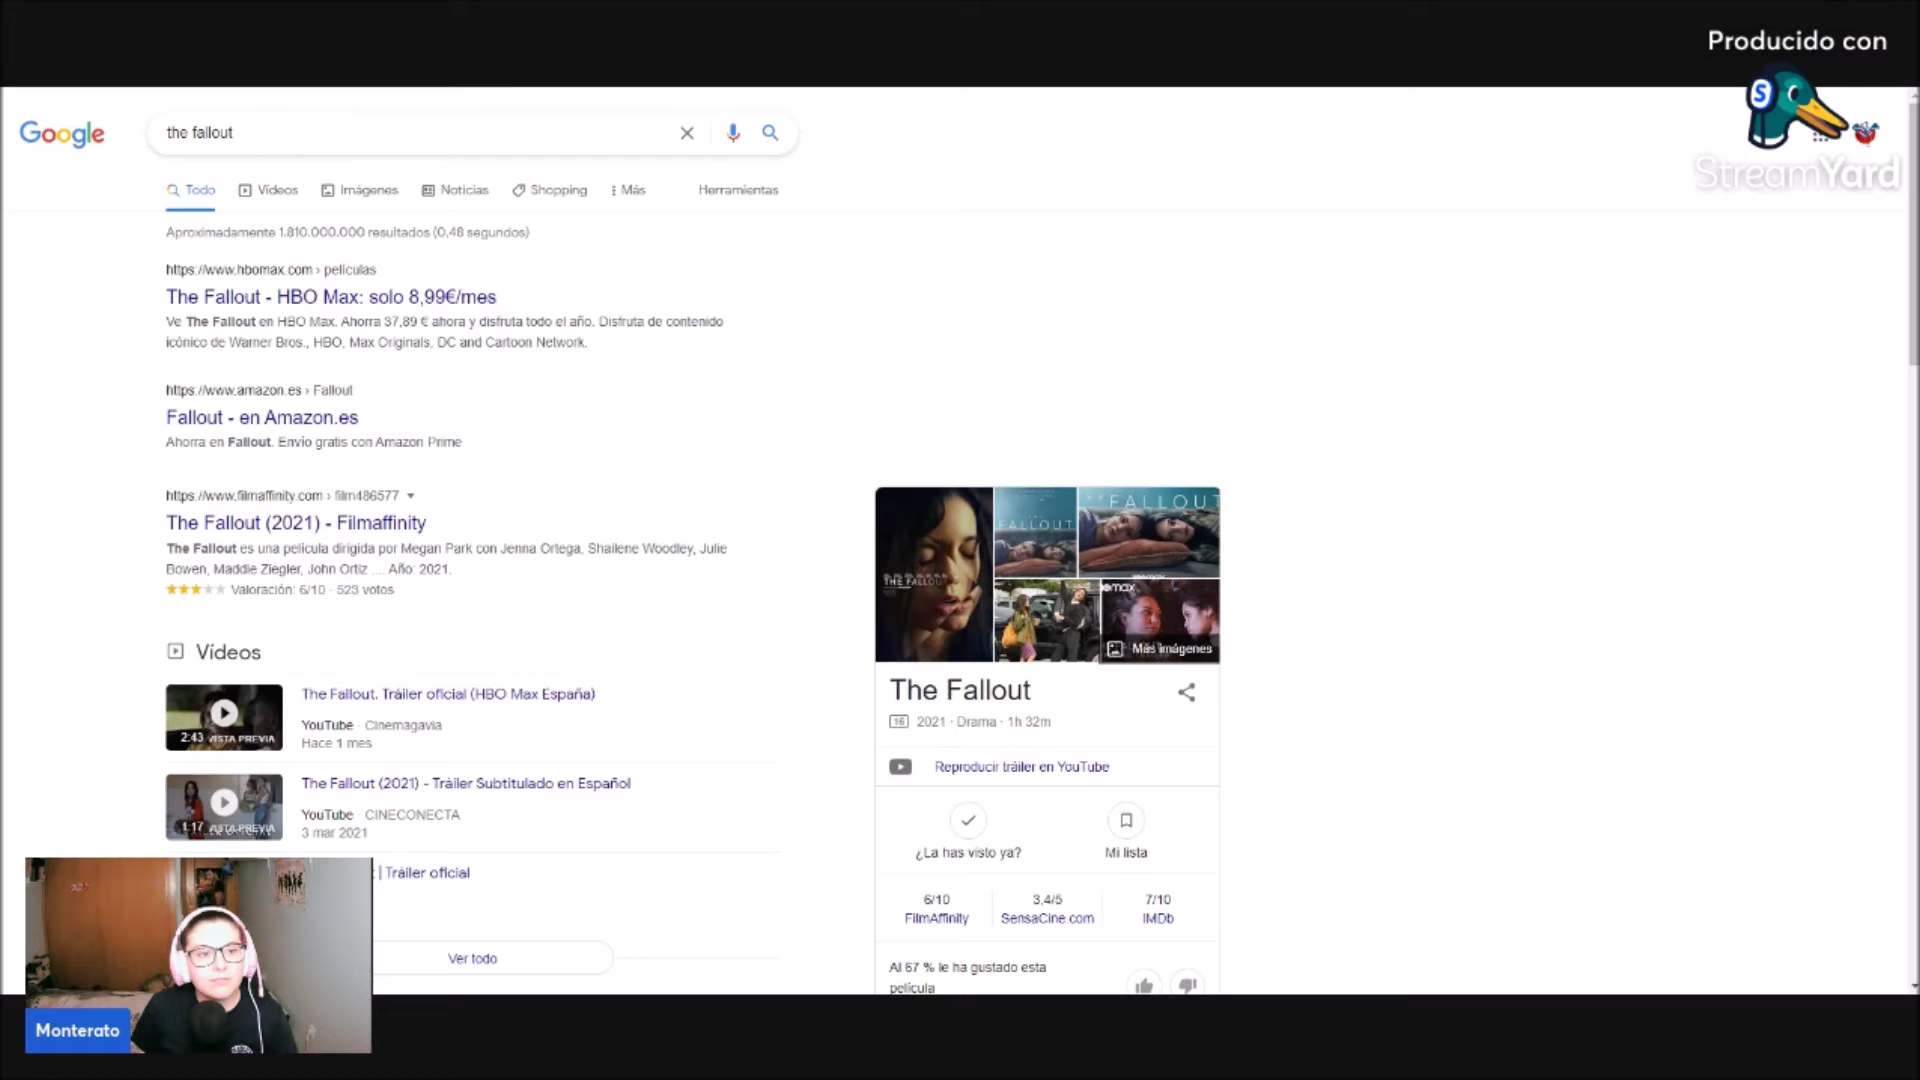 Producido con
StreamYard
Google
the fallout
Todo Vídeos Imágenes Noticias Shopping Más Herramientas
Aproximadamente 1.810.000.000 resultados (0,48 segundos)
https://www.hbomax.com › películas
The Fallout - HBO Max: solo 8,99€/mes
Ve The Fallout en HBO Max. Ahorra 37,89 € ahora y disfruta todo el año. Disfruta de contenido
icónico de Warner Bros., HBO, Max Originals, DC and Cartoon Network.
https://www.amazon.es › Fallout
Fallout - en Amazon.es
Ahorra en Fallout. Envío gratis con Amazon Prime
https://www.filmaffinity.com › film486577
The Fallout (2021) - Filmaffinity
The Fallout es una película dirigida por Megan Park con Jenna Ortega, Shailene Woodley, Julie
Bowen, Maddie Ziegler, John Ortiz .... Año: 2021.
Valoración: 6/10 · 523 votos
Vídeos
The Fallout. Tráiler oficial (HBO Max España)
YouTube · Cinemagavia
Hace 1 mes
2:43 VISTA PREVIA
The Fallout (2021) - Tráiler Subtitulado en Español
YouTube CINECONECTA
3 mar 2021
1:17 VISTA PREVIA
| Tráiler oficial
Ver todo
THE FALLOUT
FALLOUT
FALLOUT
Más imágenes
The Fallout
16 2021 · Drama · 1h 32m
Reproducir tráiler en YouTube
¿La has visto ya? Mi lista
6/10 3,4/5 7/10
FilmAffinity SensaCine.com IMDb
Al 67 % le ha gustado esta
película
Monterato